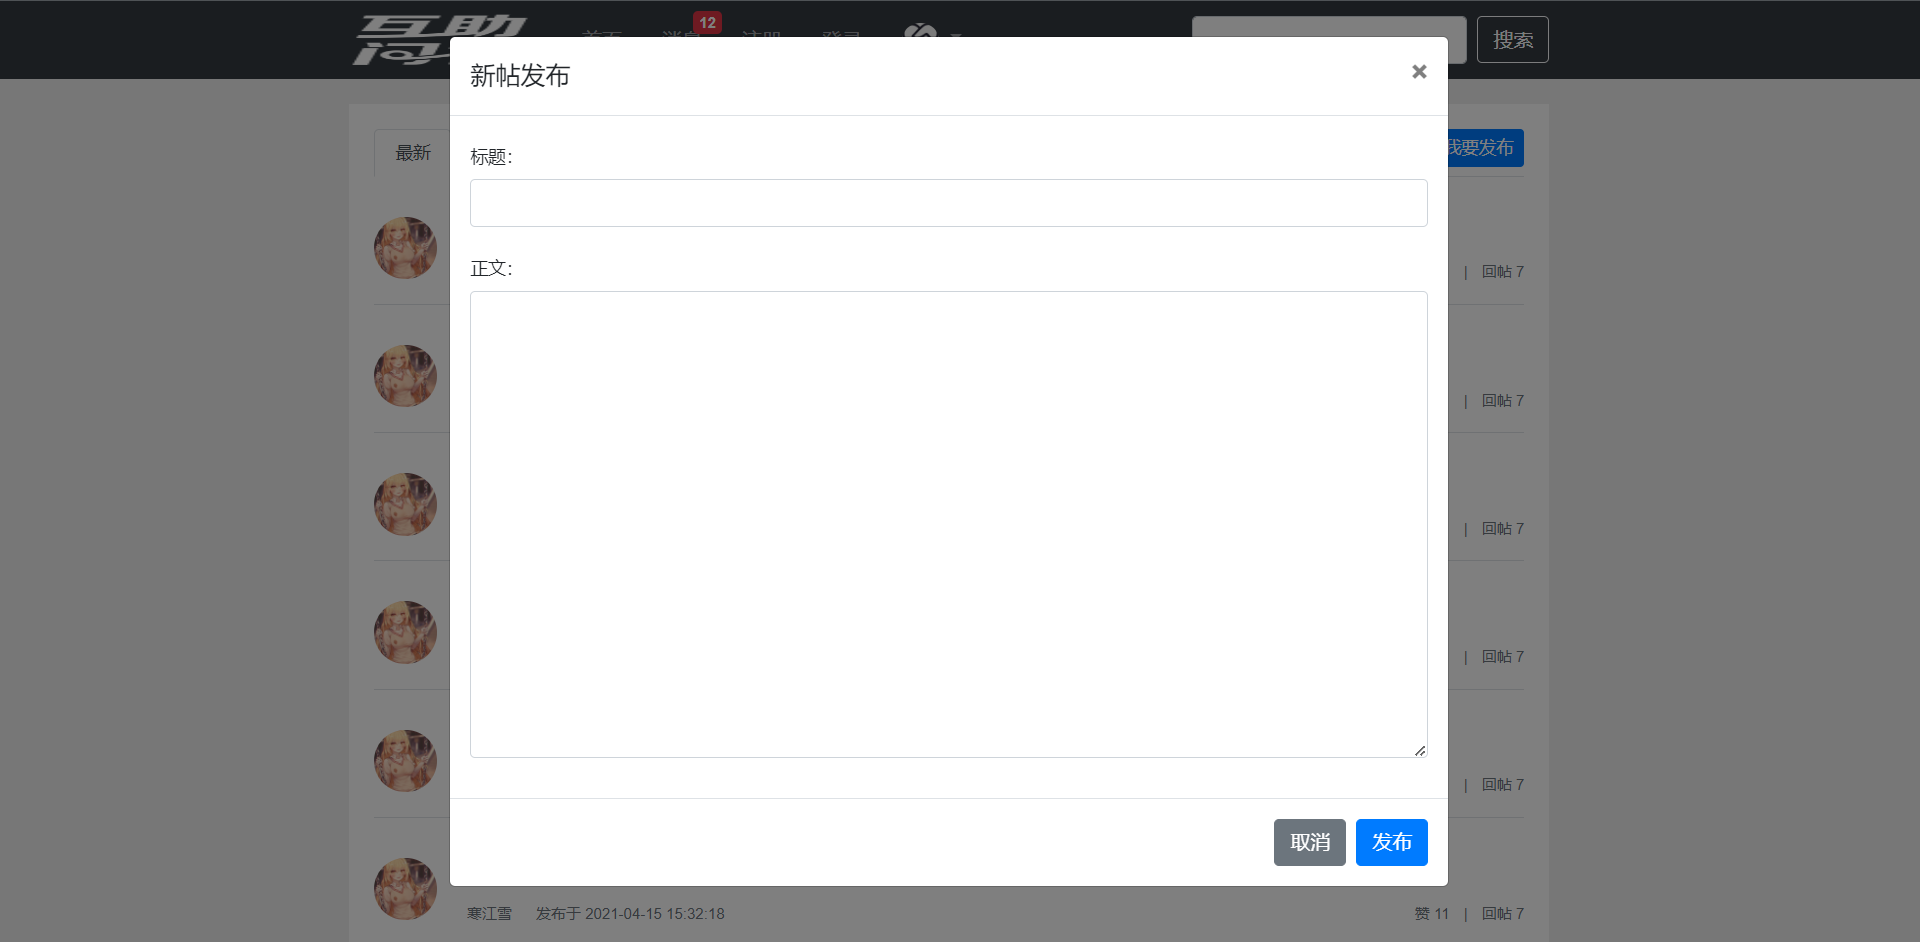 互助
12
搜索
新帖发布
×
最新
我要发布
标题：
正文：
回帖 7
回帖 7
回帖 7
回帖 7
回帖 7
取消
发布
寒江雪 发布于 2021-04-15 15:32:18 赞 11 | 回帖 7